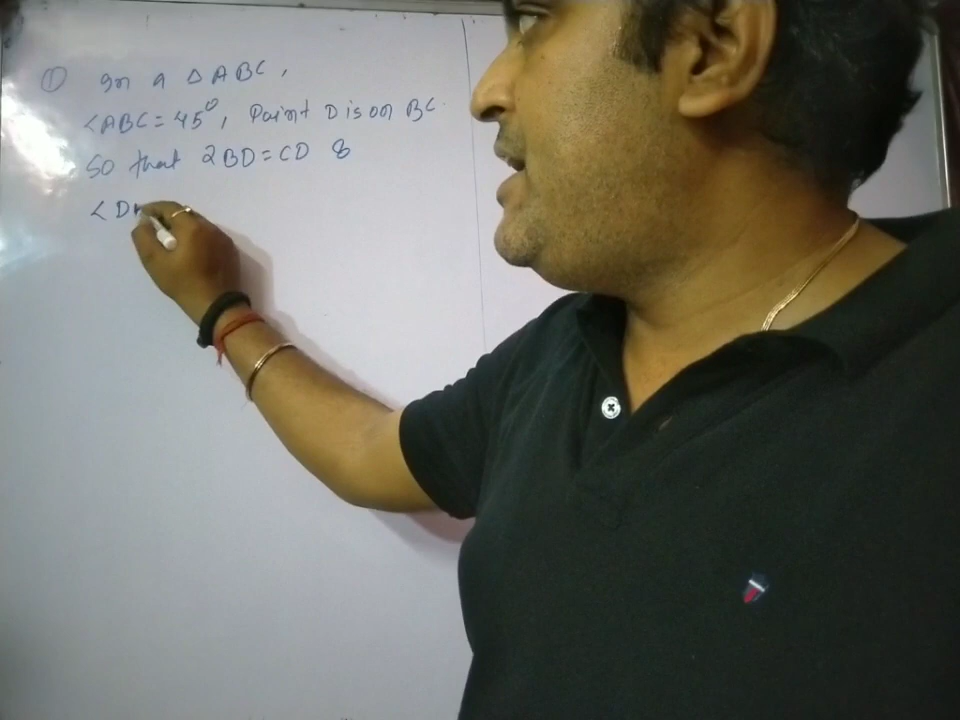 ① In a △ABC,
<ABC = 45°, Point D is on BC.
So that 2BD = CD &
<D